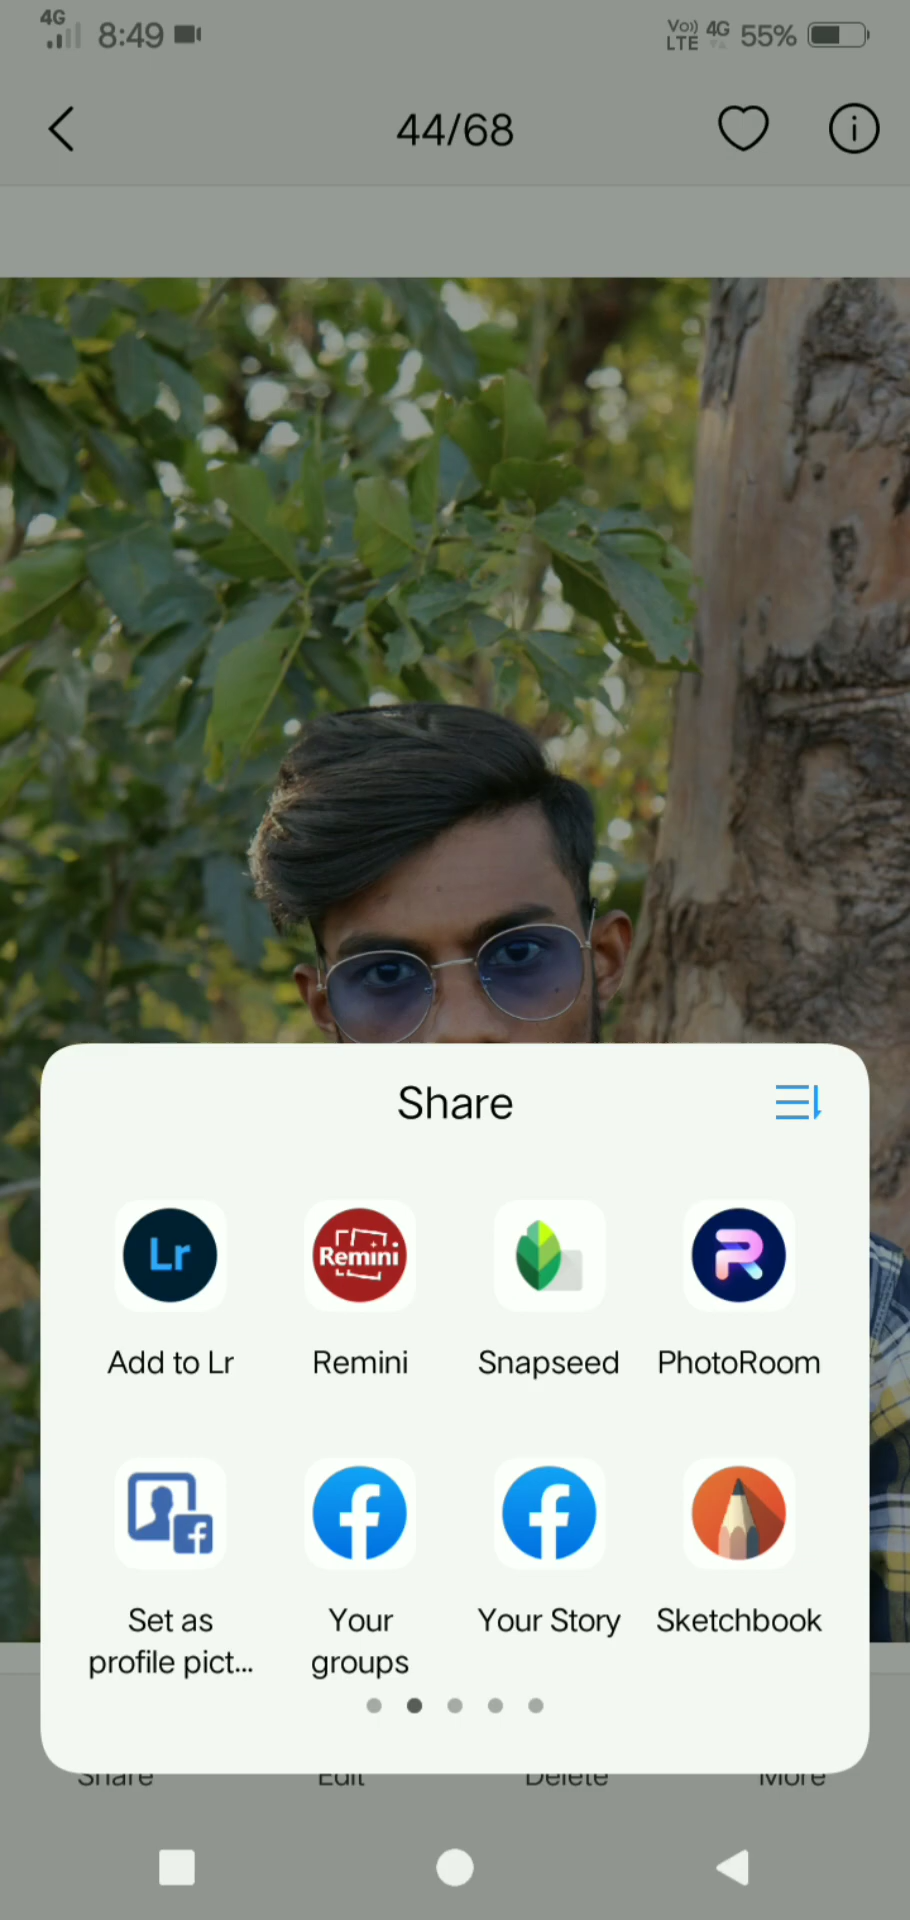 4G
8:49
Vo)) 4G
LTE
55%
44/68
Share
Lr
Remini
Add to Lr
Remini
Snapseed
PhotoRoom
Set as
profile pict...
Your
groups
Your Story
Sketchbook
Share
Edit
Delete
More